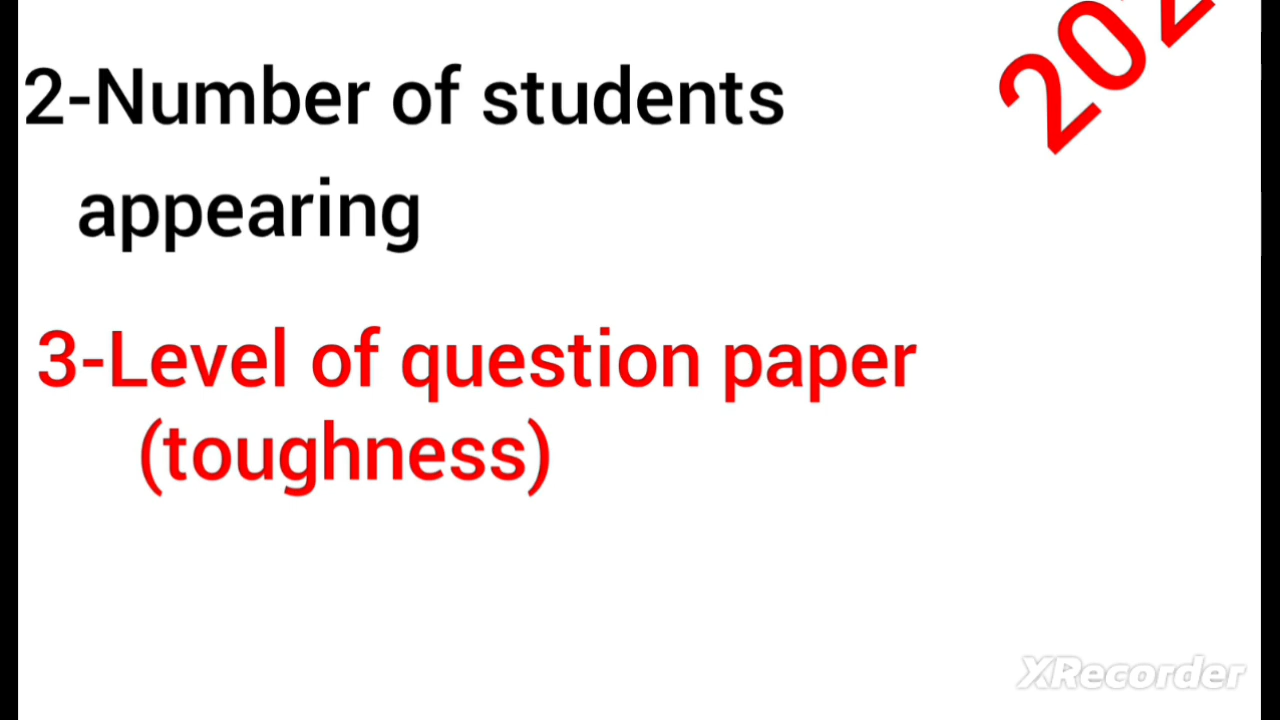 2-Number of students
appearing
3-Level of question paper
(toughness)
XRecorder